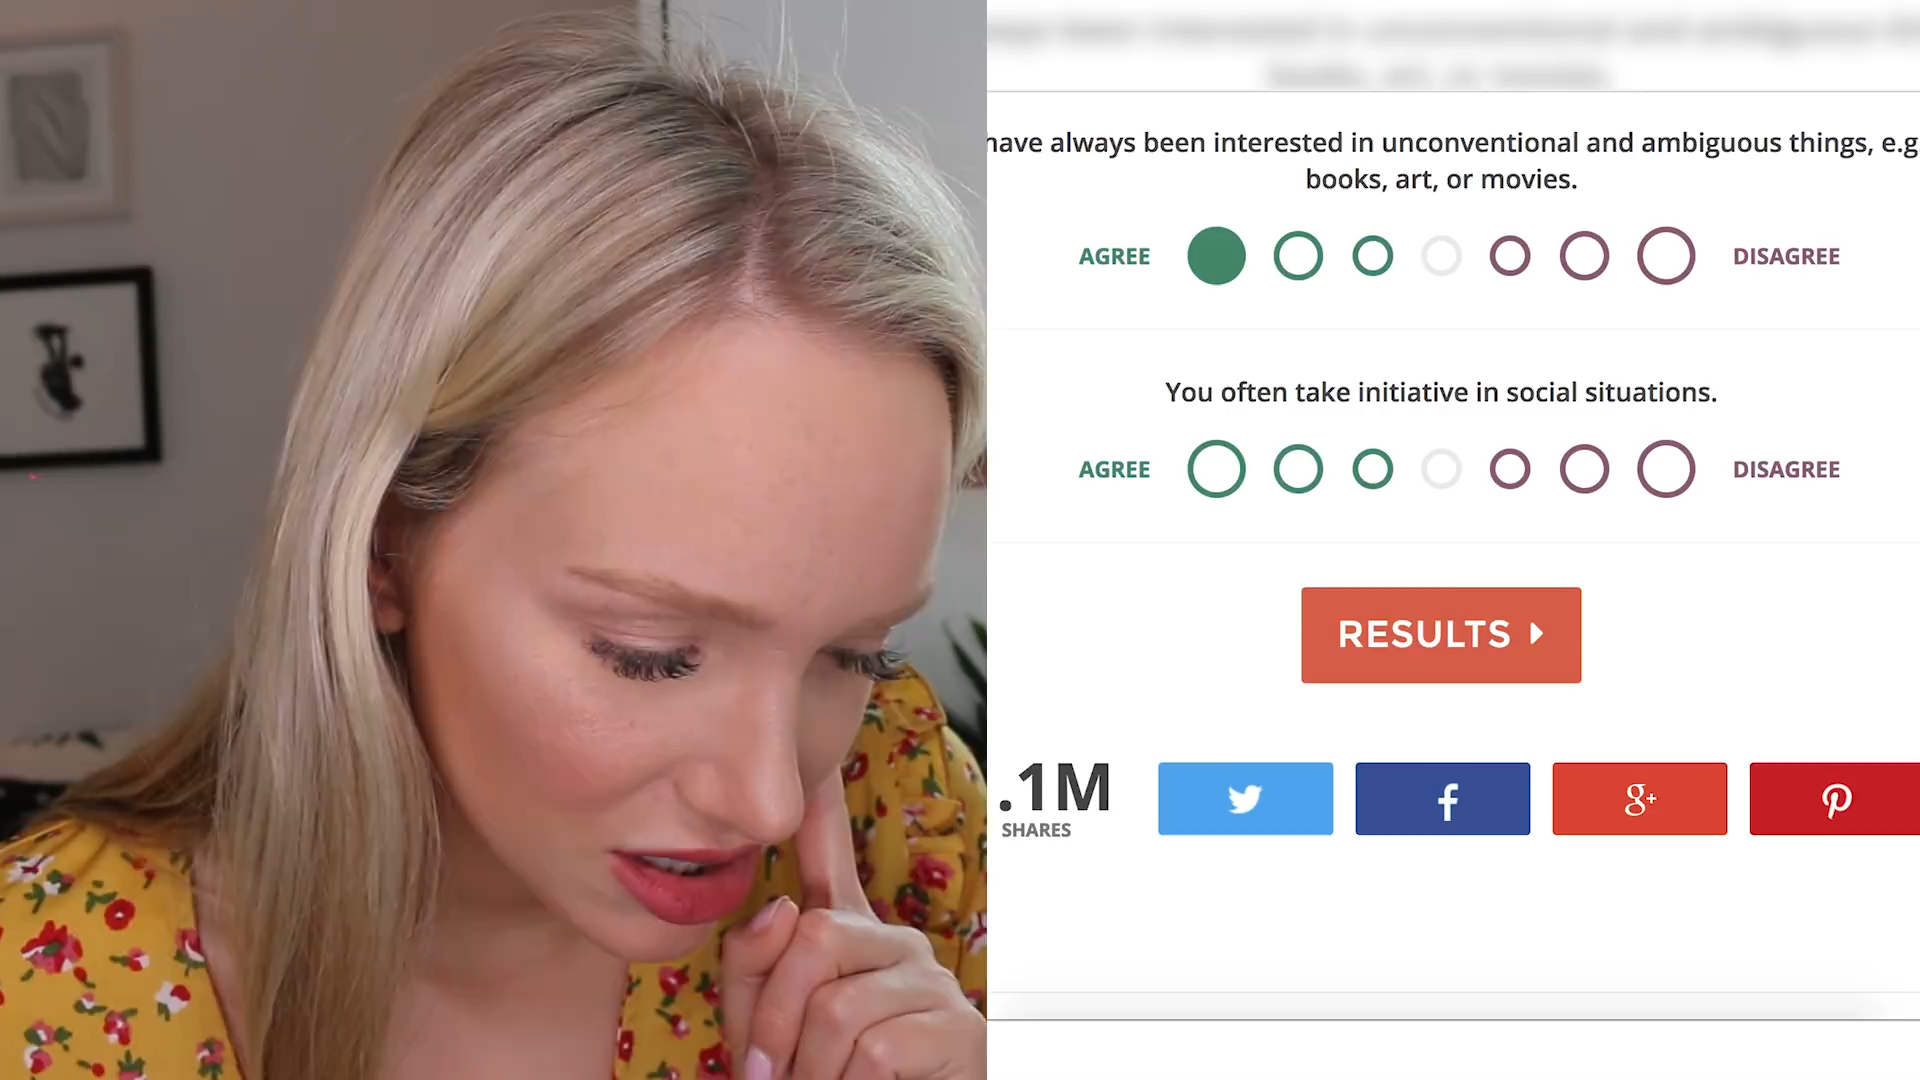 have always been interested in unconventional and ambiguous things, e.g.
books, art, or movies.
AGREE DISAGREE
You often take initiative in social situations.
AGREE DISAGREE
RESULTS
.1M
SHARES
g+